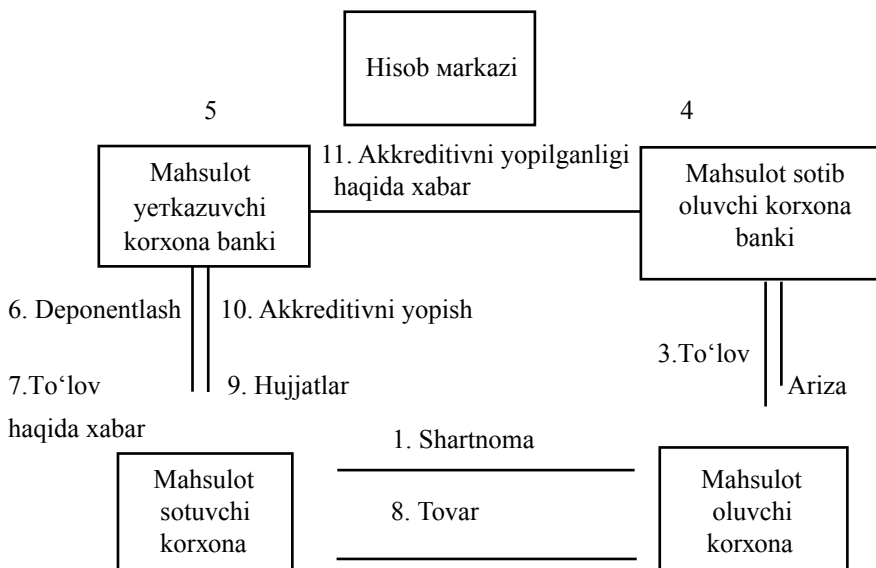 Hisob маrkazi
5
4
11. Akkreditivni yopilganligi
haqida xabar
Mahsulot
yeтkazuvchi
korxona banki
Mahsulot sotib
oluvchi korxona
banki
6. Deponentlash
10. Akkreditivni yopish
3.To‘lov
7.To‘lov
haqida xabar
9. Hujjatlar
Ariza
1. Shartnoma
Mahsulot
sotuvchi
korxona
8. Tovar
Mahsulot
oluvchi
korxona